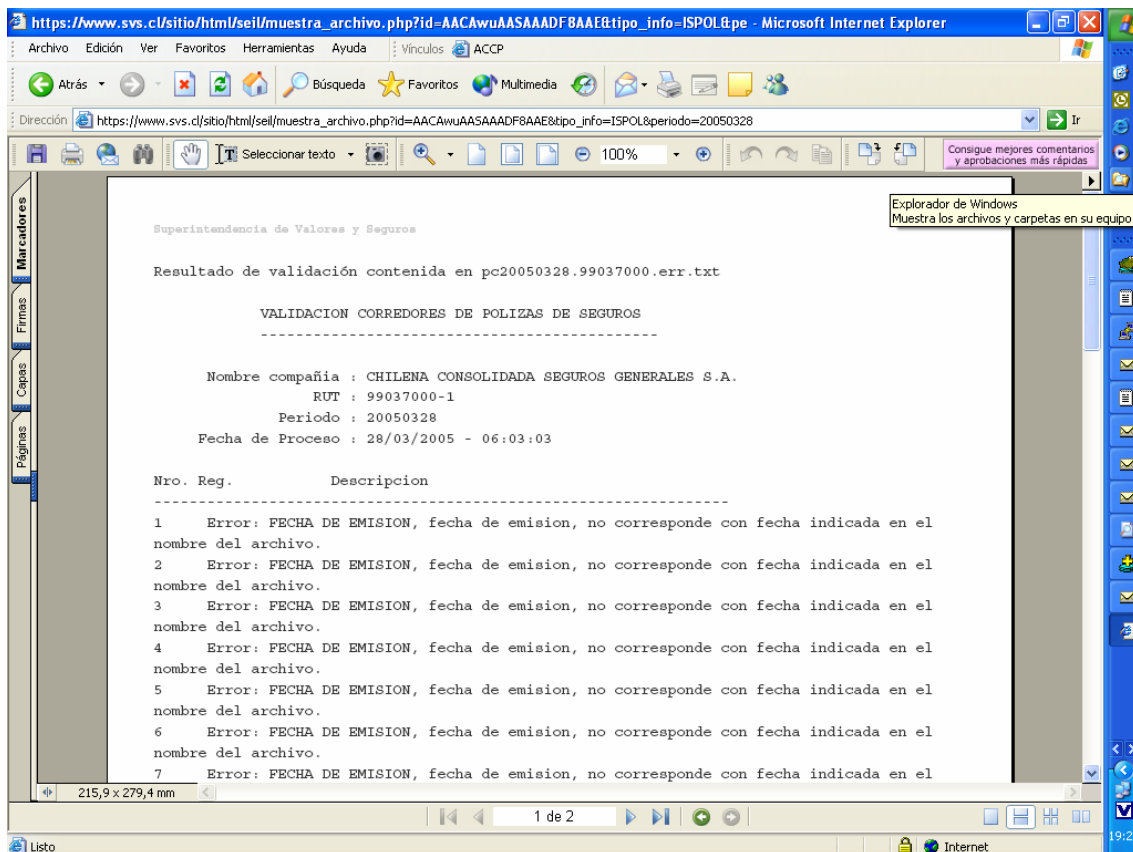 https://www.svs.cl/sitio/html/seil/muestra_archivo.php?id=AACAwuAASAAADF8AAE&tipo_info=ISPOL&pe - Microsoft Internet Explorer
Archivo Edición Ver Favoritos Herramientas Ayuda Vínculos ACCP
Atrás Búsqueda Favoritos Multimedia
Dirección https://www.svs.cl/sitio/html/seil/muestra_archivo.php?id=AACAwuAASAAADF8AAE&tipo_info=ISPOL&periodo=20050328 Ir
Seleccionar texto 100% Consigue mejores comentarios
y aprobaciones más rápidas
Explorador de Windows
Muestra los archivos y carpetas en su equipo
Marcadores
Firmas
Capas
Páginas
Superintendencia de Valores y Seguros
Resultado de validación contenida en pc20050328.99037000.err.txt
VALIDACION CORREDORES DE POLIZAS DE SEGUROS
---------------------------------------------
Nombre compañia : CHILENA CONSOLIDADA SEGUROS GENERALES S.A.
RUT : 99037000-1
Periodo : 20050328
Fecha de Proceso : 28/03/2005 - 06:03:03
Nro. Reg. Descripcion
-----------------------------------------------------------------
1 Error: FECHA DE EMISION, fecha de emision, no corresponde con fecha indicada en el
nombre del archivo.
2 Error: FECHA DE EMISION, fecha de emision, no corresponde con fecha indicada en el
nombre del archivo.
3 Error: FECHA DE EMISION, fecha de emision, no corresponde con fecha indicada en el
nombre del archivo.
4 Error: FECHA DE EMISION, fecha de emision, no corresponde con fecha indicada en el
nombre del archivo.
5 Error: FECHA DE EMISION, fecha de emision, no corresponde con fecha indicada en el
nombre del archivo.
6 Error: FECHA DE EMISION, fecha de emision, no corresponde con fecha indicada en el
nombre del archivo.
7 Error: FECHA DE EMISION, fecha de emision, no corresponde con fecha indicada en el
215,9 x 279,4 mm
1 de 2
Listo Internet